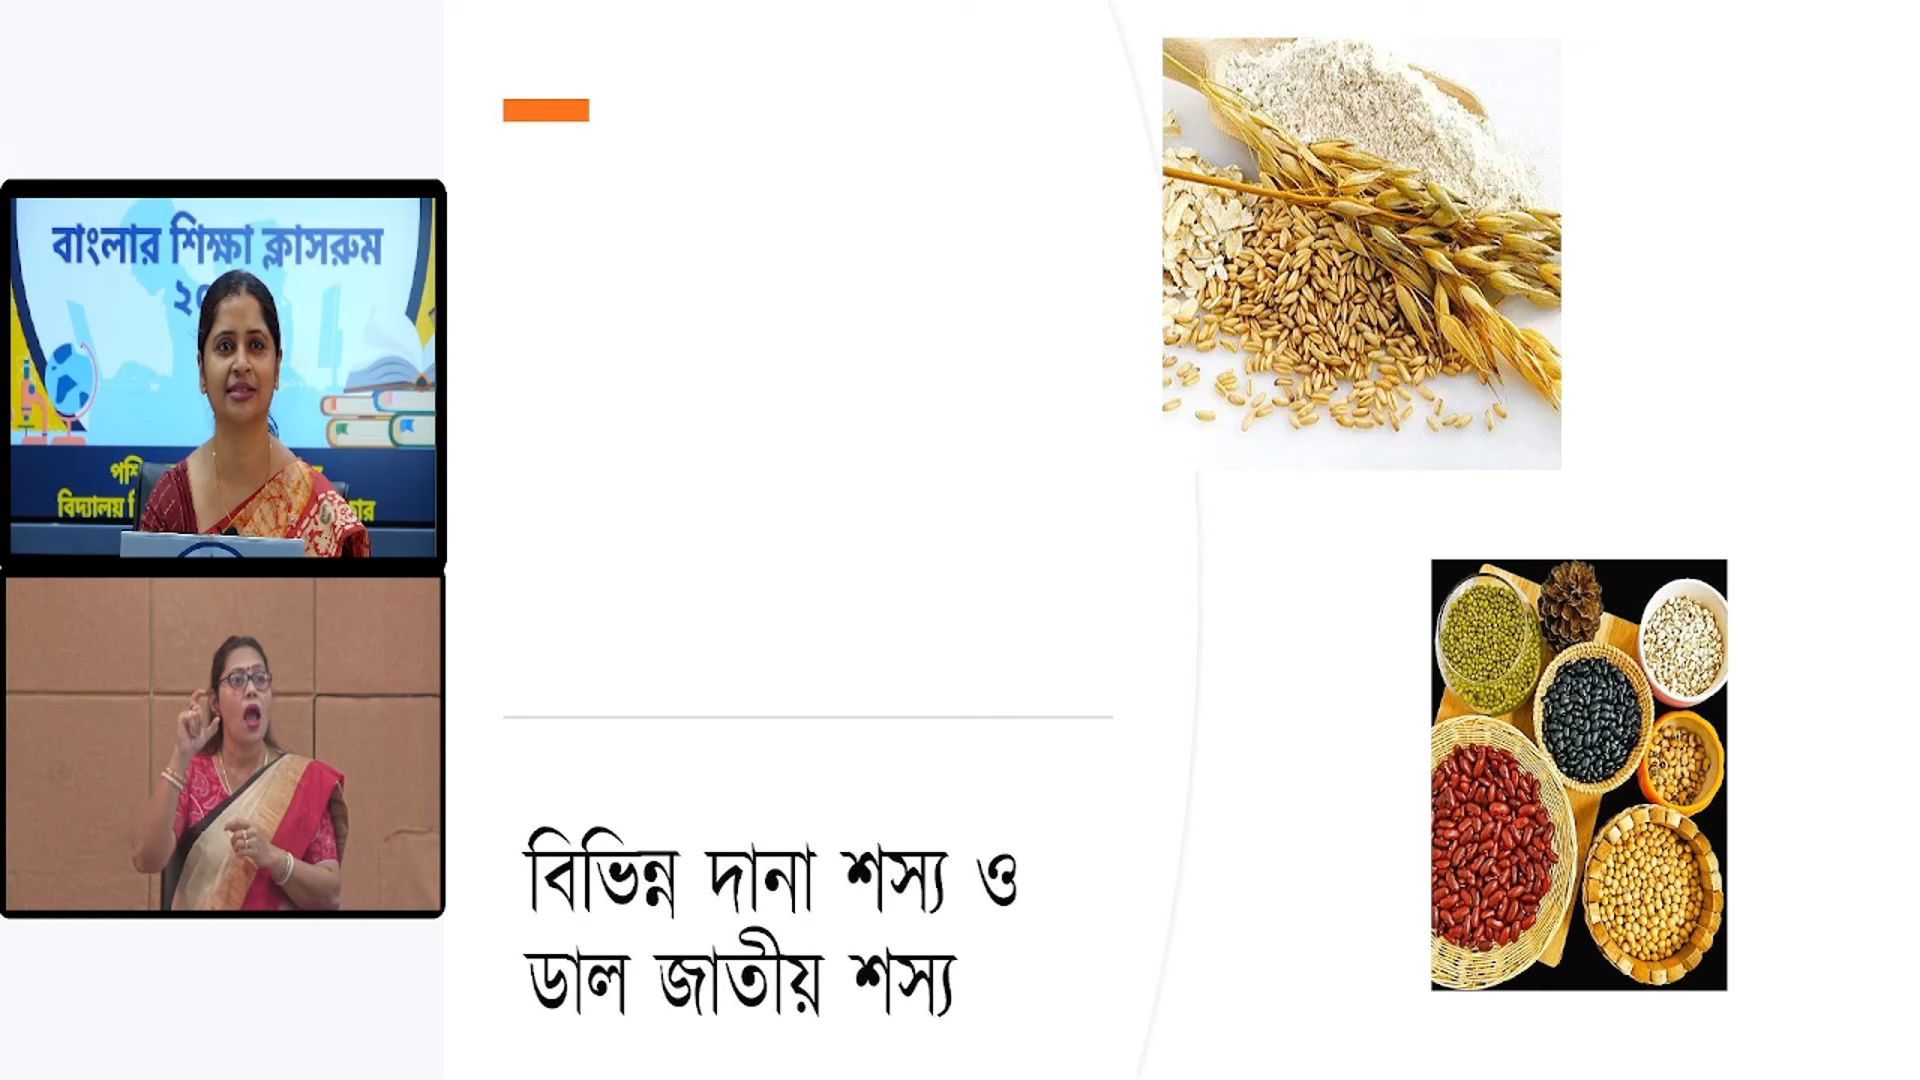 বাংলার শিক্ষা ক্লাসরুম
বিদ্যালয়
বিভিন্ন দানা শস্য ও
ডাল জাতীয় শস্য